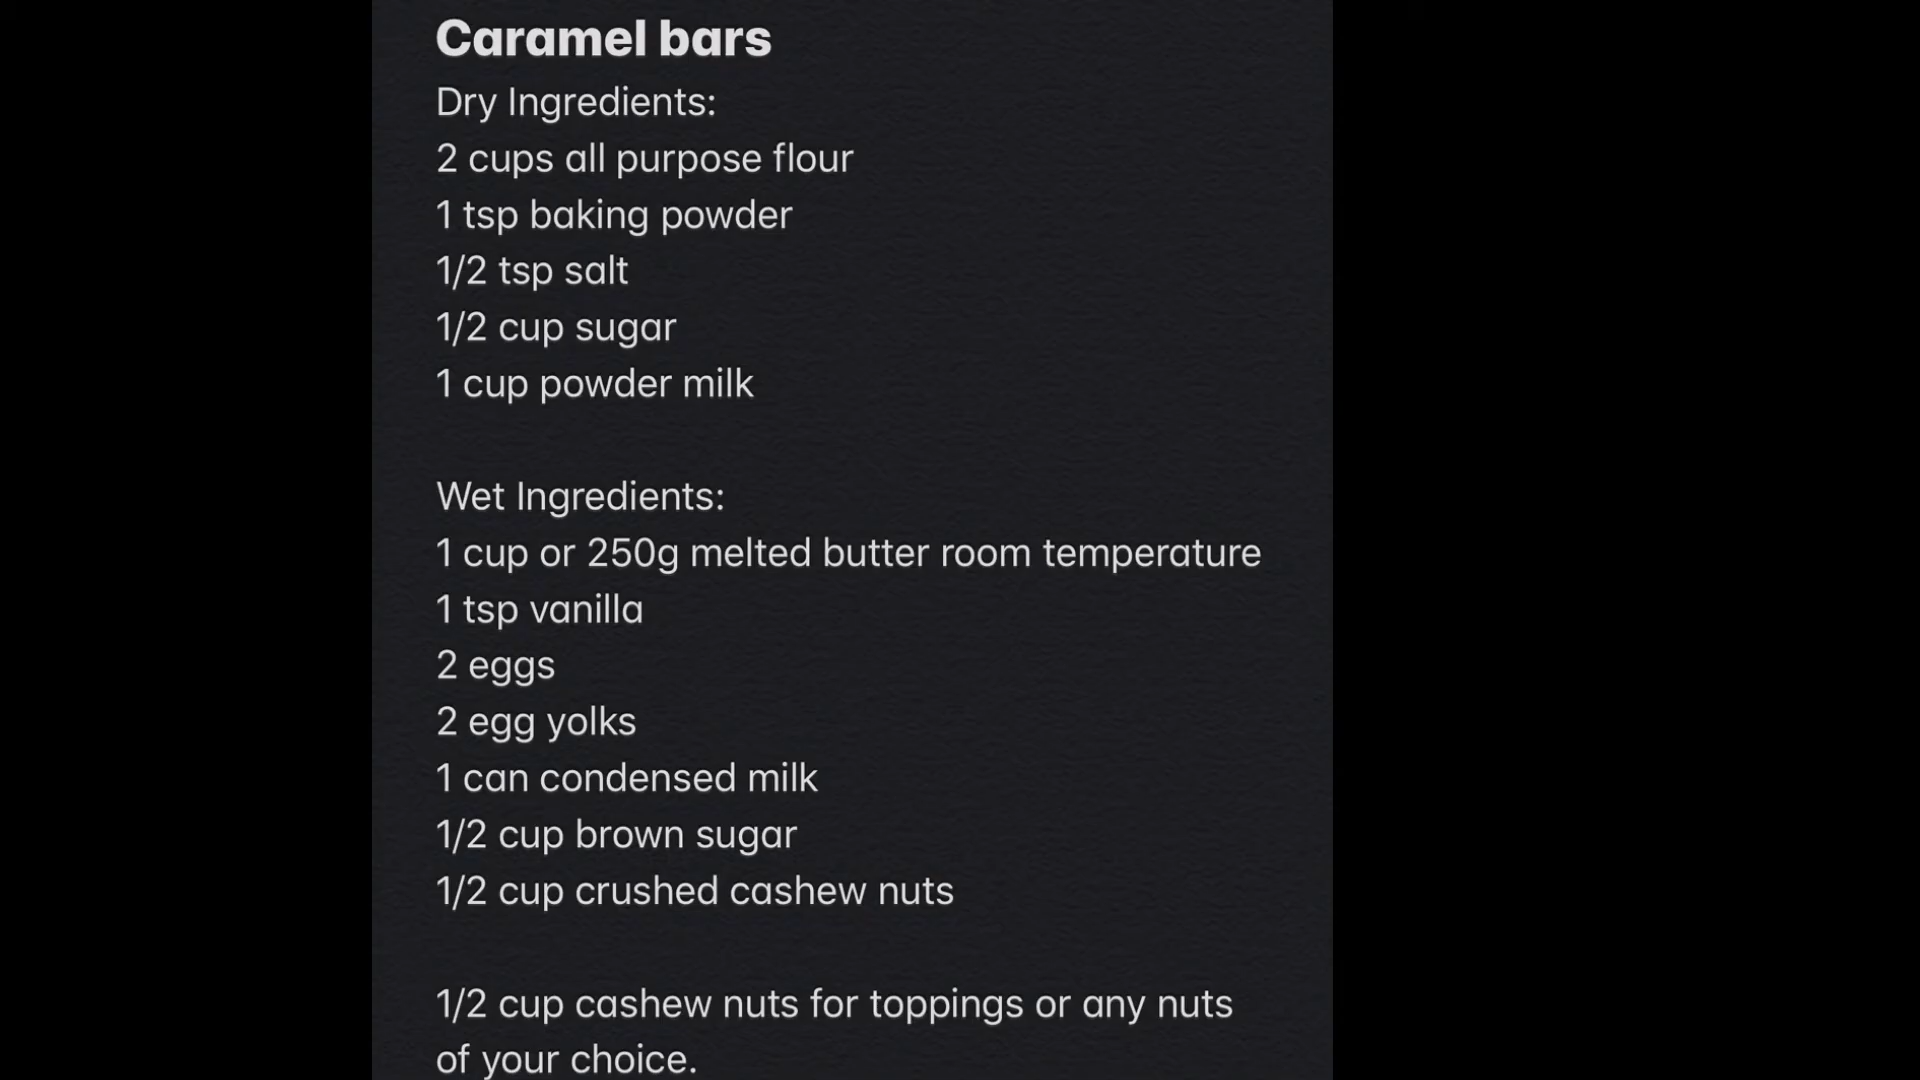 Caramel bars
Dry Ingredients:
2 cups all purpose flour
1 tsp baking powder
1/2 tsp salt
1/2 cup sugar
1 cup powder milk
Wet Ingredients:
1 cup or 250g melted butter room temperature
1 tsp vanilla
2 eggs
2 egg yolks
1 can condensed milk
1/2 cup brown sugar
1/2 cup crushed cashew nuts
1/2 cup cashew nuts for toppings or any nuts
of your choice.